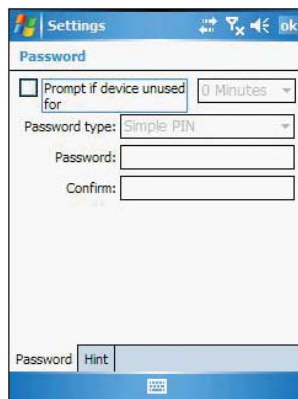 Settings
ok
Password
Prompt if device unused for
0 Minutes
Password type: Simple PIN
Password:
Confirm:
Password Hint